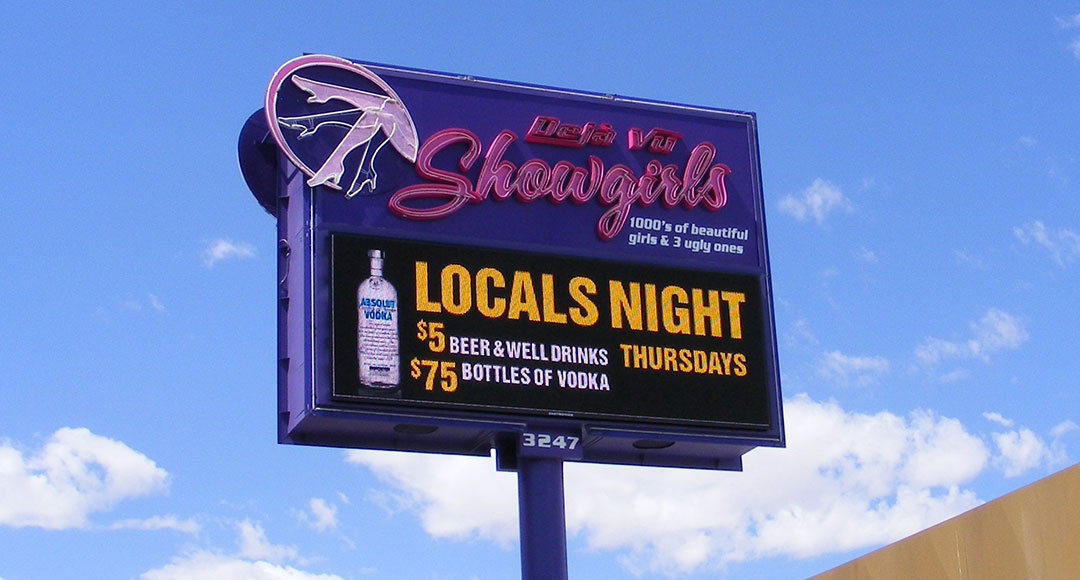 Dejà Vu
Showgirls
1000's of beautiful
girls & 3 ugly ones
ABSOLUT
VODKA
LOCALS NIGHT
$5 BEER & WELL DRINKS
THURSDAYS
$75 BOTTLES OF VODKA
3247